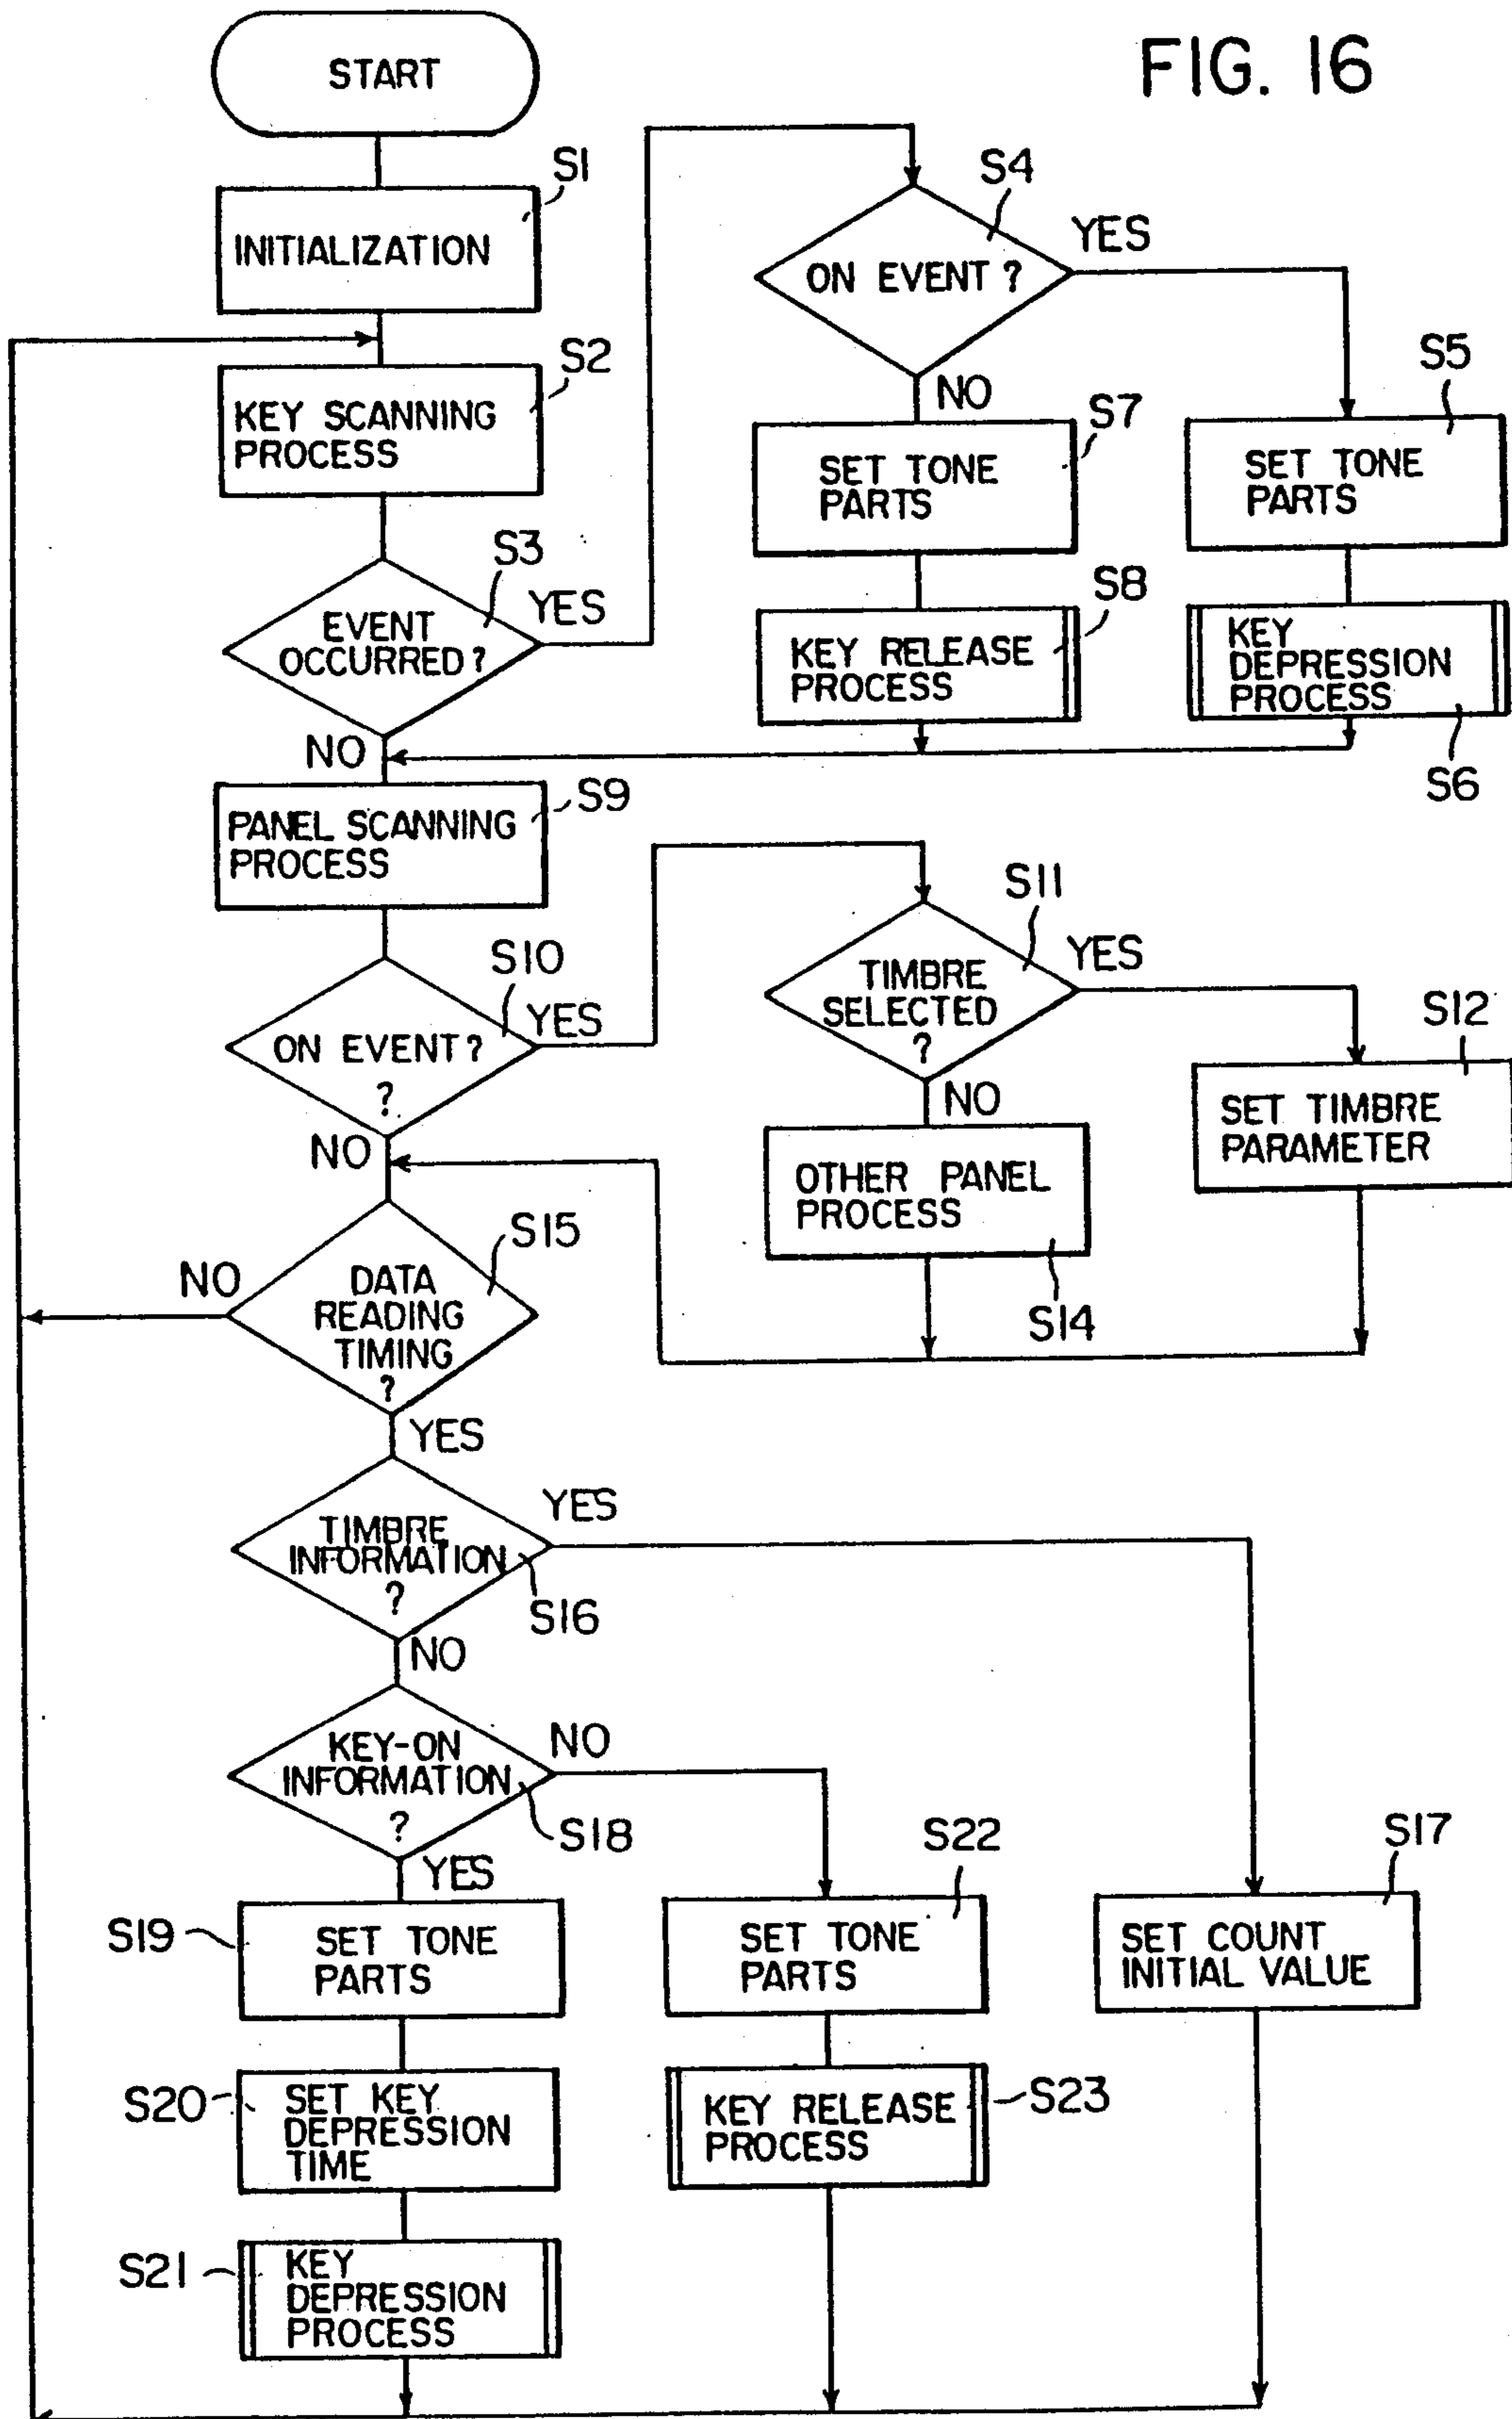 FIG. 16
START
S1
INITIALIZATION
S2
KEY SCANNING
PROCESS
S3
EVENT
OCCURRED?
YES
NO
S4
ON EVENT?
YES
NO
S5
SET TONE
PARTS
S7
SET TONE
PARTS
S8
KEY RELEASE
PROCESS
KEY
DEPRESSION
PROCESS
S6
S9
PANEL SCANNING
PROCESS
S10
ON EVENT?
?
YES
NO
S11
TIMBRE
SELECTED
?
YES
NO
S12
SET TIMBRE
PARAMETER
OTHER PANEL
PROCESS
S14
S15
DATA
READING
TIMING
?
NO
YES
TIMBRE
INFORMATION
?
S16
YES
NO
KEY-ON
INFORMATION
?
S18
NO
YES
S19
SET TONE
PARTS
S22
SET TONE
PARTS
S17
SET COUNT
INITIAL VALUE
S20
SET KEY
DEPRESSION
TIME
KEY RELEASE
PROCESS
S23
S21
KEY
DEPRESSION
PROCESS